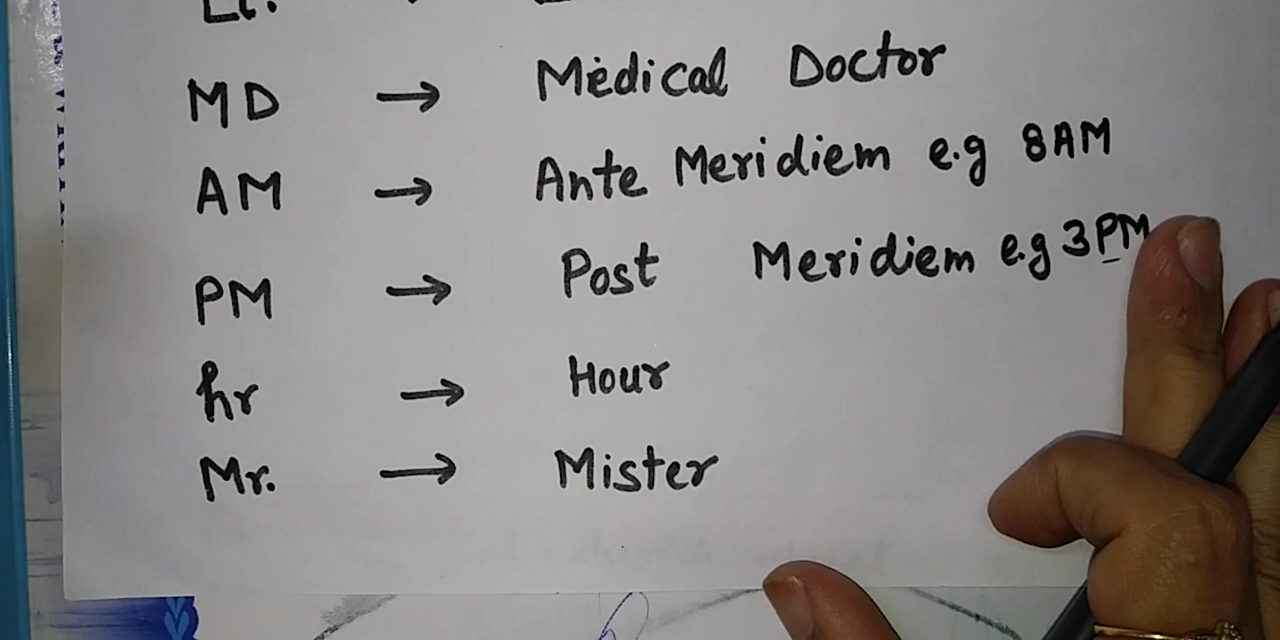 MD → Medical Doctor
AM → Ante Meridiem e.g 8AM
PM → Post Meridiem e.g 3PM
hr → Hour
Mr. → Mister